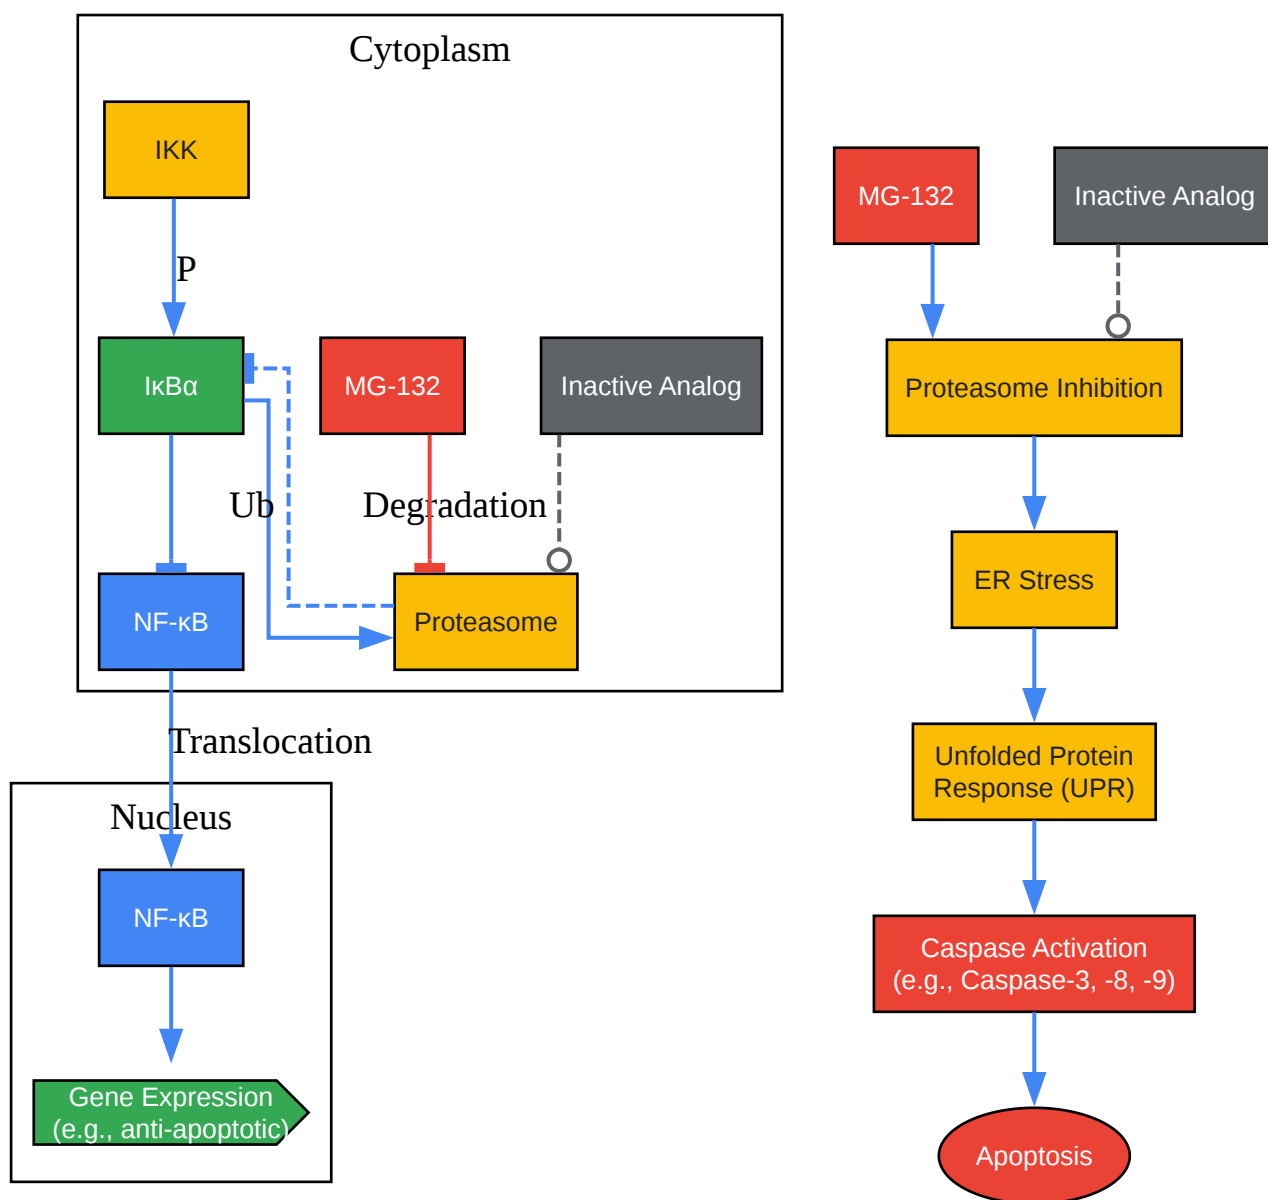 Cytoplasm
IKK
P
IκBα
MG-132
Inactive Analog
Ub
Degradation
NF-κB
Proteasome
Translocation
Nucleus
NF-κB
Gene Expression
(e.g., anti-apoptotic)
MG-132
Inactive Analog
Proteasome Inhibition
ER Stress
Unfolded Protein
Response (UPR)
Caspase Activation
(e.g., Caspase-3, -8, -9)
Apoptosis